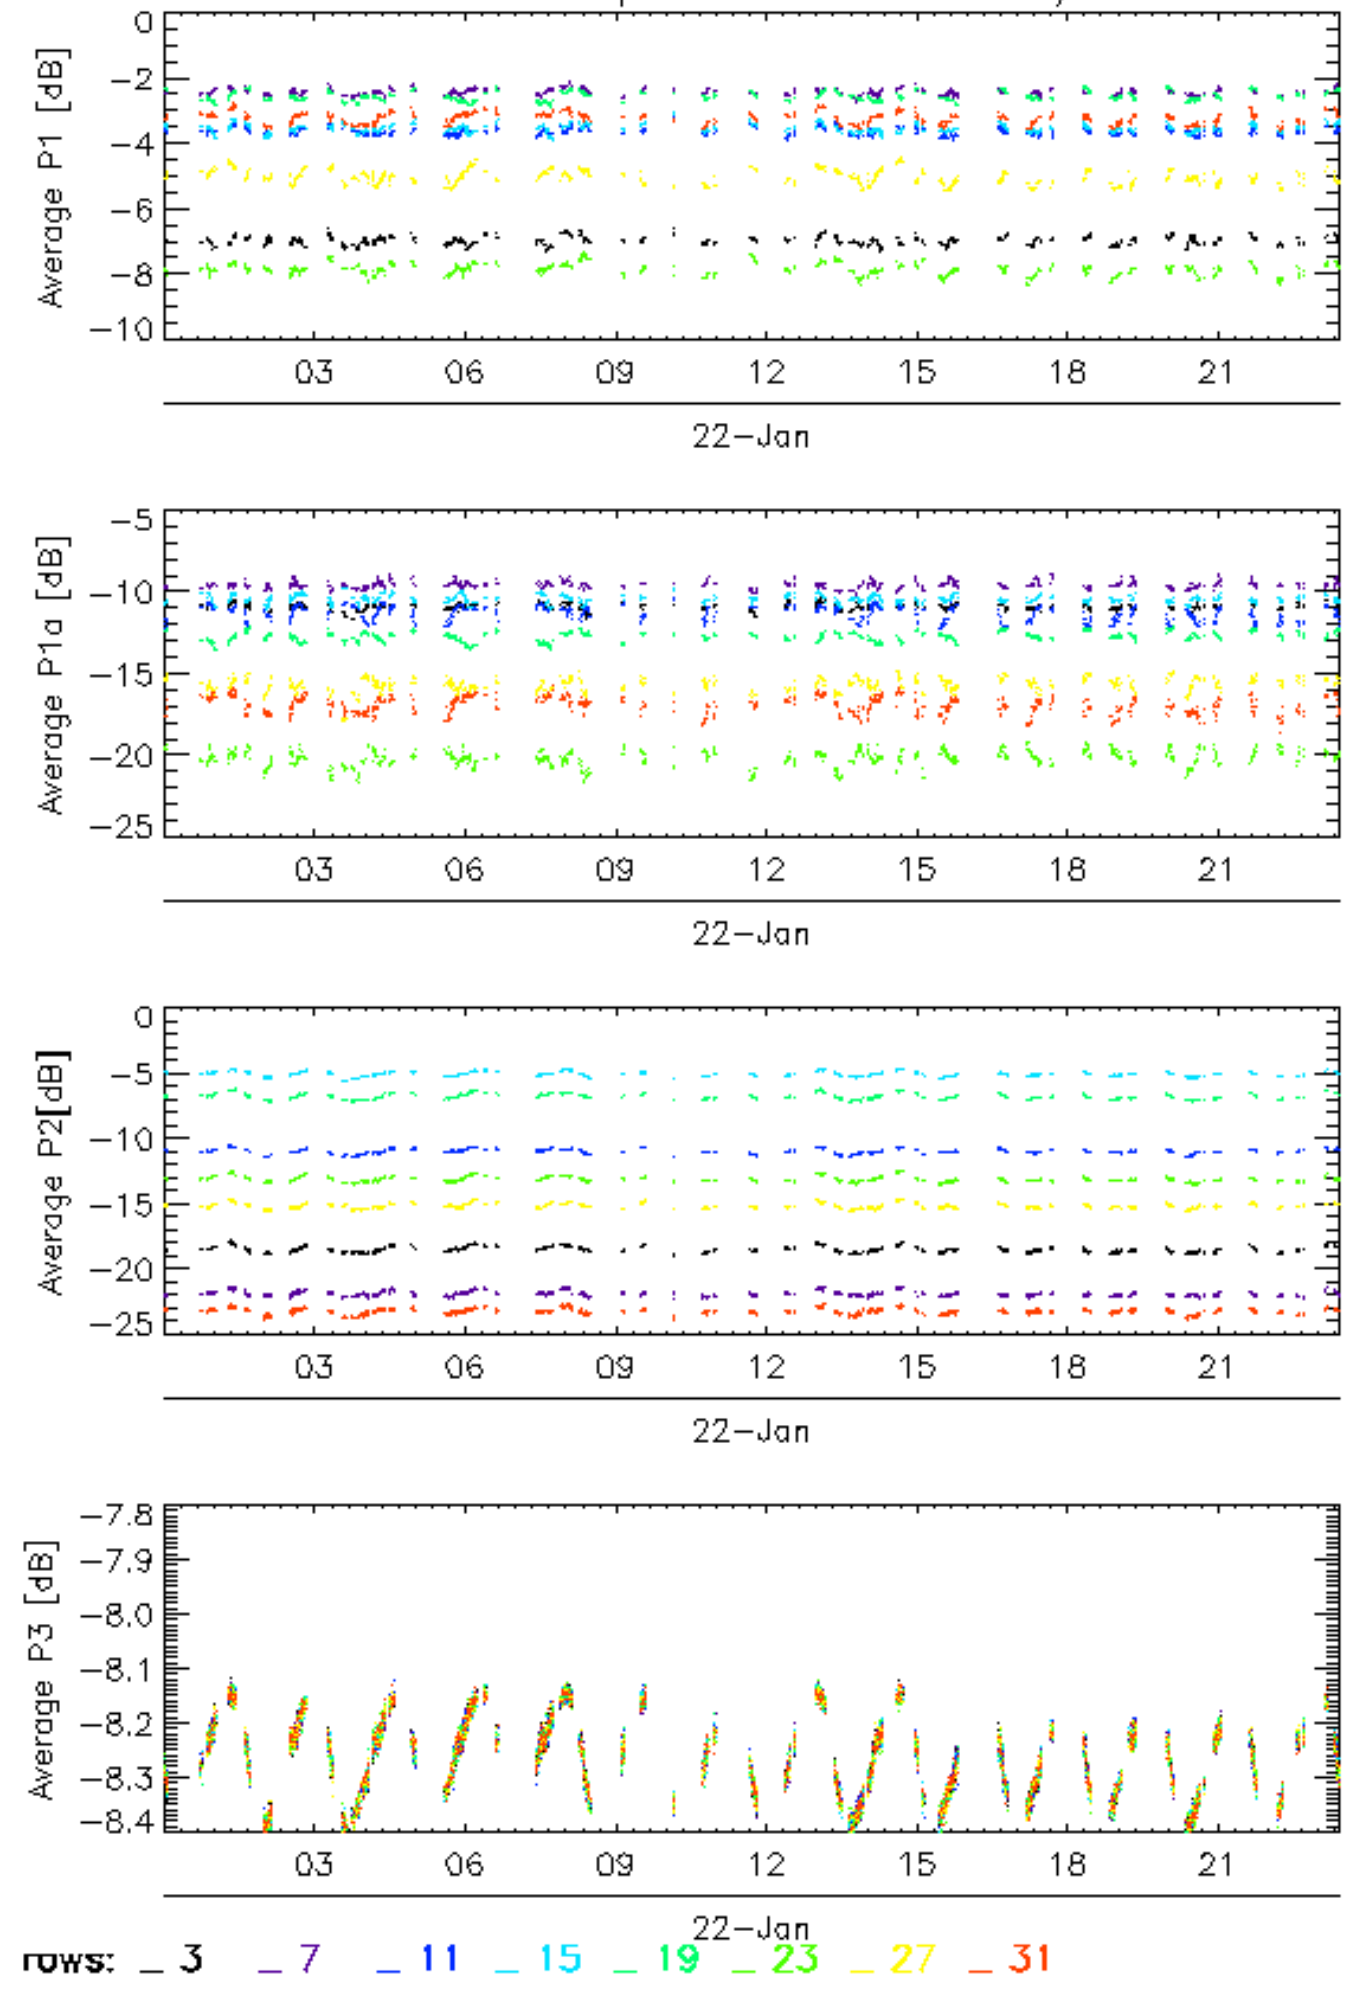 Average P1 [dB]
0
−2
−4
−6
−8
−10
03 06 09 12 15 18 21
22−Jan
Average P1a [dB]
−5
−10
−15
−20
−25
03 06 09 12 15 18 21
22−Jan
Average P2[dB]
0
−5
−10
−15
−20
−25
03 06 09 12 15 18 21
22−Jan
Average P3 [dB]
−7.8
−7.9
−8.0
−8.1
−8.2
−8.3
−8.4
03 06 09 12 15 18 21
22−Jan
rows: _ 3 _ 7 _ 11 _ 15 _ 19 _ 23 _ 27 _ 31